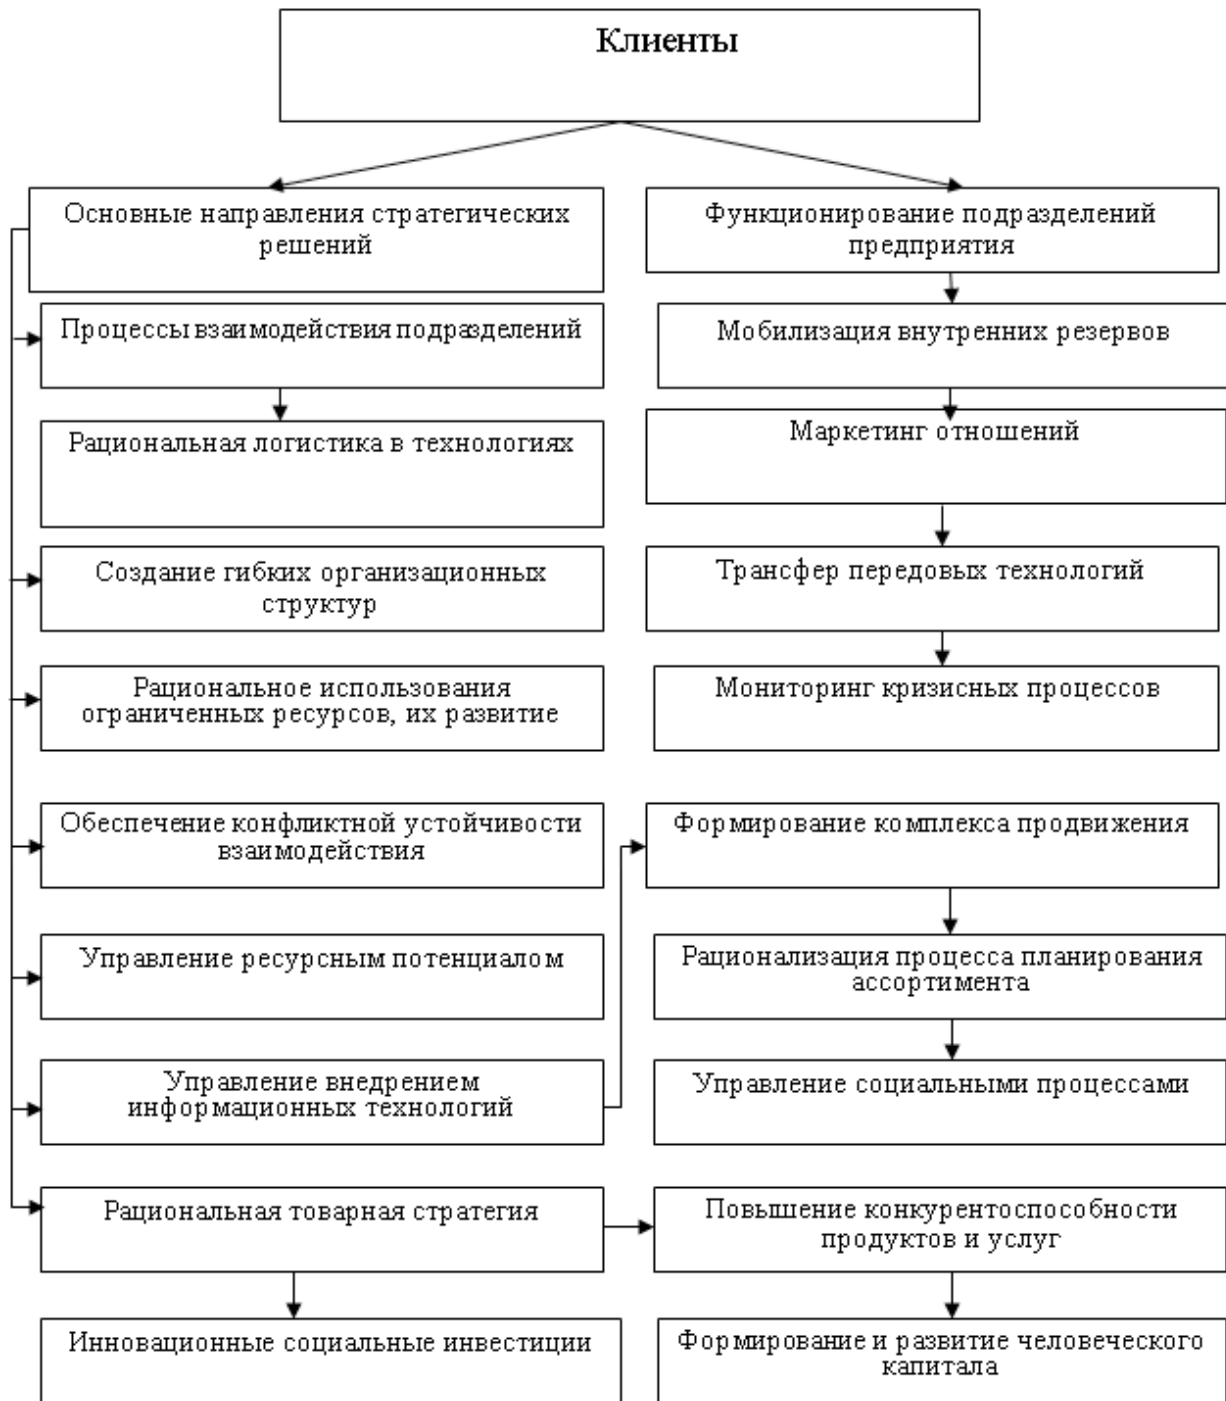 Клиенты
Основные направления стратегических
решений
Функционирование подразделений
предприятия
Процессы взаимодействия подразделений
Мобилизация внутренних резервов
Рациональная логистика в технологиях
Маркетинг отношений
Создание гибких организационных
структур
Трансфер передовых технологий
Рациональное использования
ограниченных ресурсов, их развитие
Мониторинг кризисных процессов
Обеспечение конфликтной устойчивости
взаимодействия
Формирование комплекса продвижения
Управление ресурсным потенциалом
Рационализация процесса планирования
ассортимента
Управление внедрением
информационных технологий
Управление социальными процессами
Рациональная товарная стратегия
Повышение конкурентоспособности
продуктов и услуг
Инновационные социальные инвестиции
Формирование и развитие человеческого
капитала